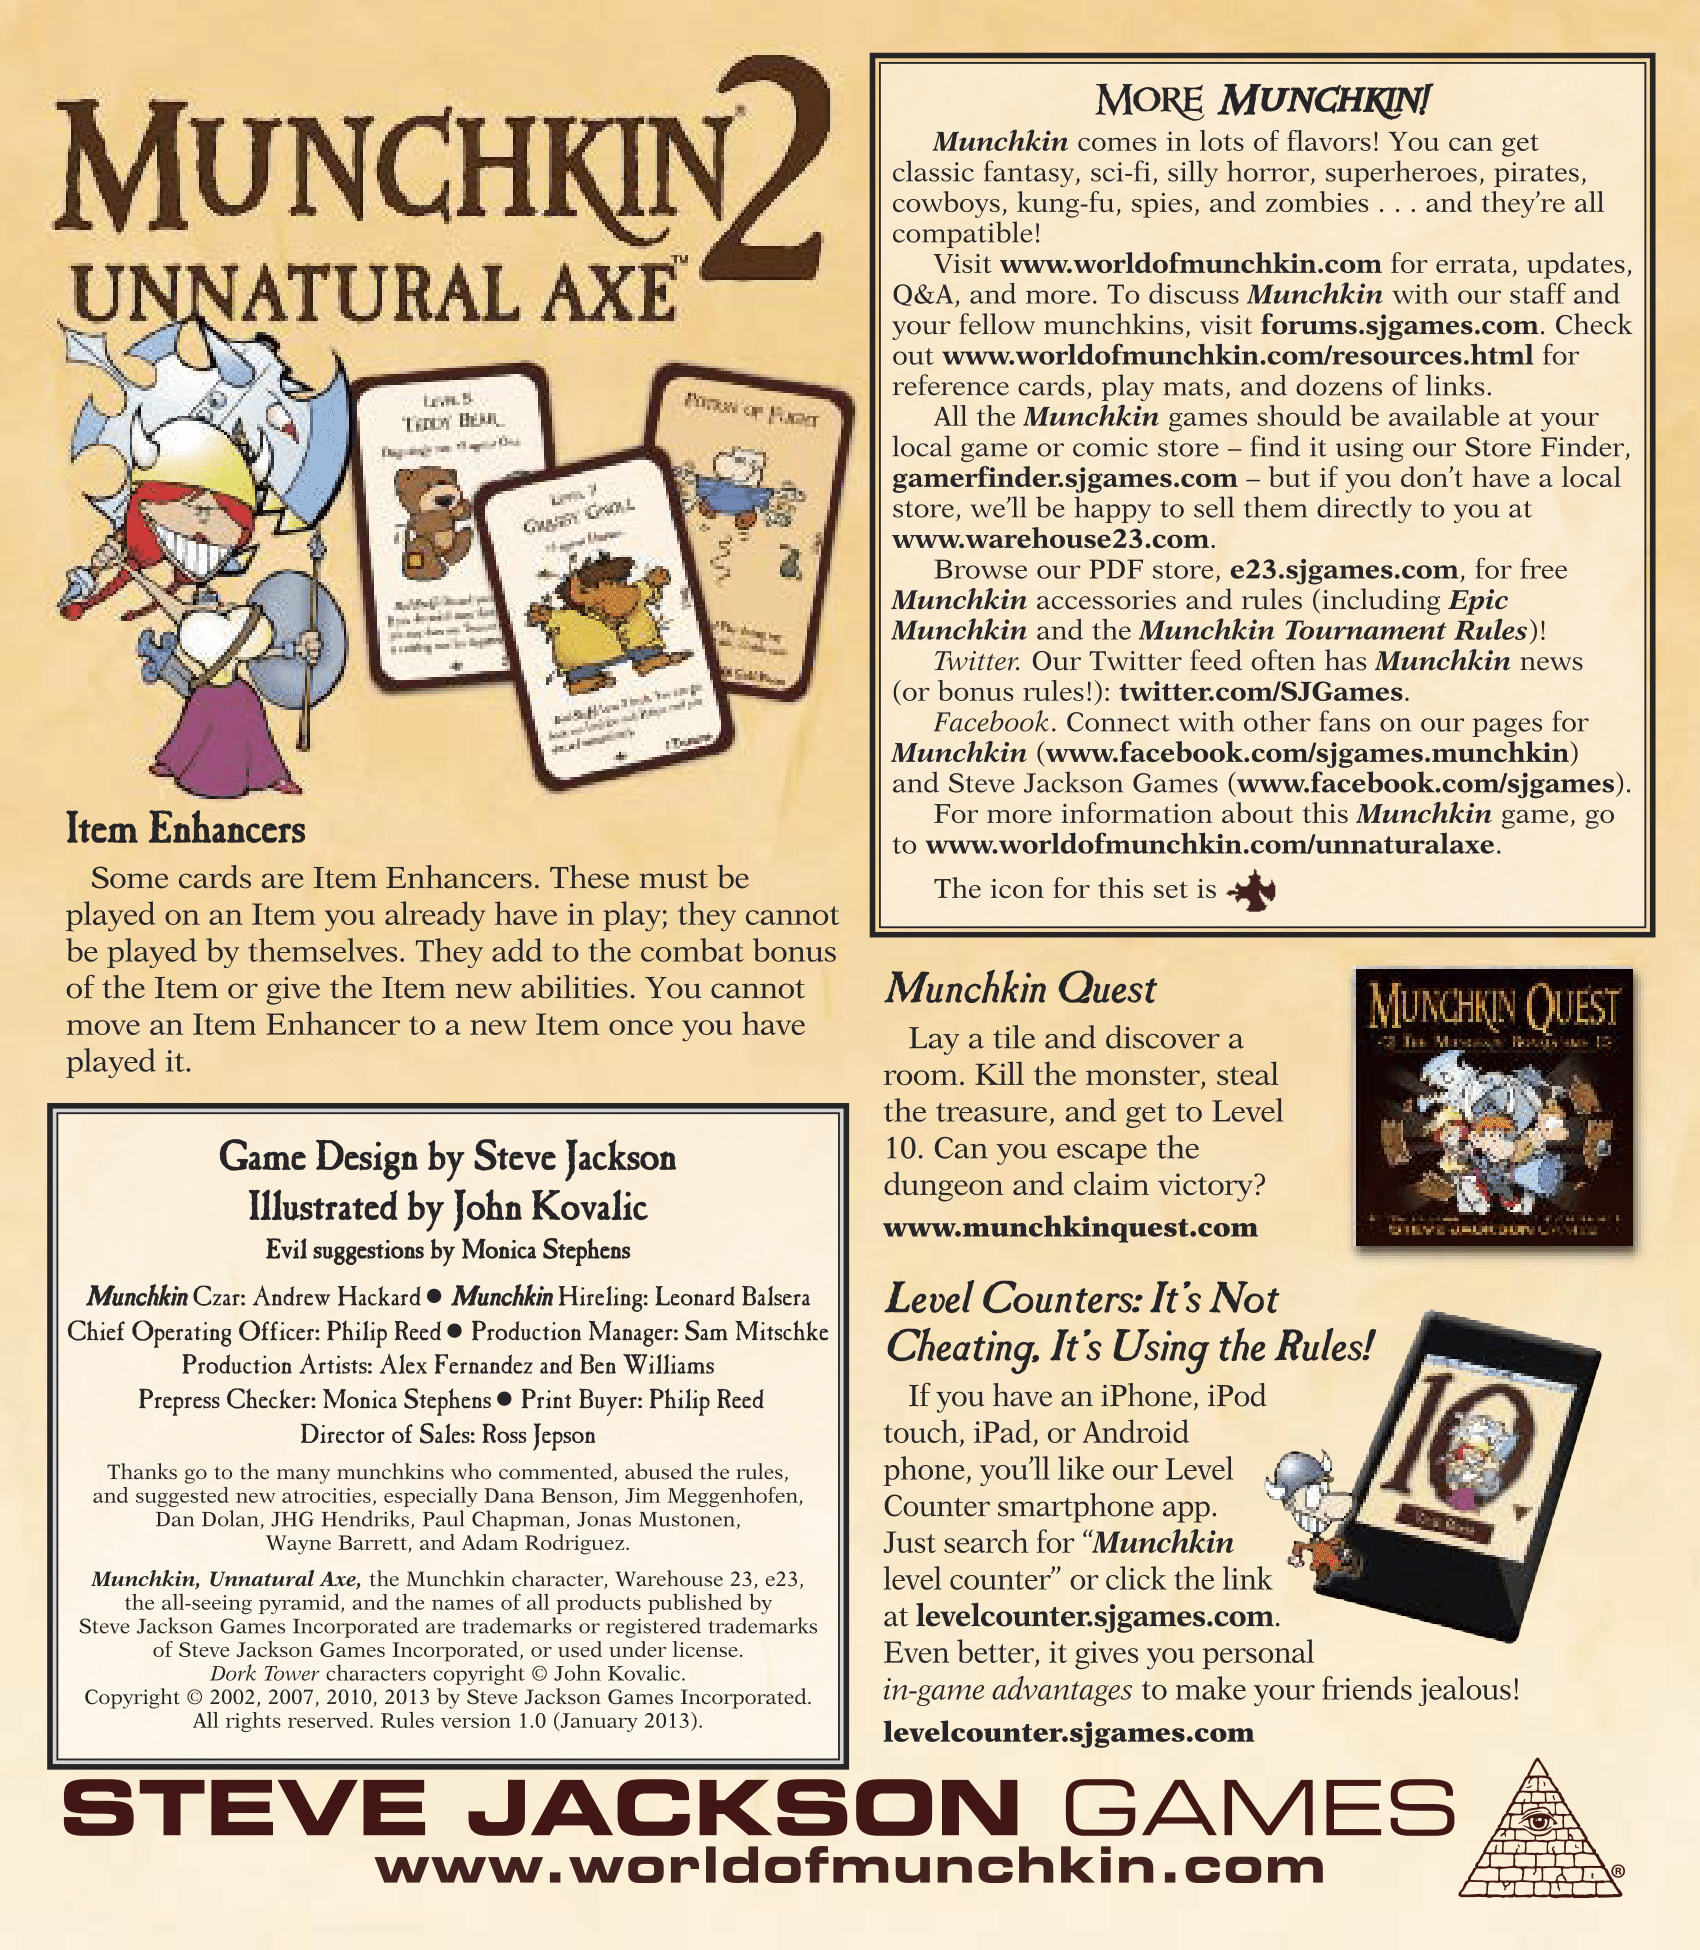 MUNCHKIN® 2
UNNATURAL AXE™
LEVEL 5
TEDDY BEAR
LEVEL 7
POTION OF FLIGHT
1 Treasure
Item Enhancers
Some cards are Item Enhancers. These must be
played on an Item you already have in play; they cannot
be played by themselves. They add to the combat bonus
of the Item or give the Item new abilities. You cannot
move an Item Enhancer to a new Item once you have
played it.
Game Design by Steve Jackson
Illustrated by John Kovalic
Evil suggestions by Monica Stephens
Munchkin Czar: Andrew Hackard ● Munchkin Hireling: Leonard Balsera
Chief Operating Officer: Philip Reed ● Production Manager: Sam Mitschke
Production Artists: Alex Fernandez and Ben Williams
Prepress Checker: Monica Stephens ● Print Buyer: Philip Reed
Director of Sales: Ross Jepson
Thanks go to the many munchkins who commented, abused the rules,
and suggested new atrocities, especially Dana Benson, Jim Meggenhofen,
Dan Dolan, JHG Hendriks, Paul Chapman, Jonas Mustonen,
Wayne Barrett, and Adam Rodriguez.
Munchkin, Unnatural Axe, the Munchkin character, Warehouse 23, e23,
the all-seeing pyramid, and the names of all products published by
Steve Jackson Games Incorporated are trademarks or registered trademarks
of Steve Jackson Games Incorporated, or used under license.
Dork Tower characters copyright © John Kovalic.
Copyright © 2002, 2007, 2010, 2013 by Steve Jackson Games Incorporated.
All rights reserved. Rules version 1.0 (January 2013).
MORE MUNCHKIN!
Munchkin comes in lots of flavors! You can get
classic fantasy, sci-fi, silly horror, superheroes, pirates,
cowboys, kung-fu, spies, and zombies . . . and they're all
compatible!
Visit www.worldofmunchkin.com for errata, updates,
Q&A, and more. To discuss Munchkin with our staff and
your fellow munchkins, visit forums.sjgames.com. Check
out www.worldofmunchkin.com/resources.html for
reference cards, play mats, and dozens of links.
All the Munchkin games should be available at your
local game or comic store – find it using our Store Finder,
gamerfinder.sjgames.com – but if you don't have a local
store, we'll be happy to sell them directly to you at
www.warehouse23.com.
Browse our PDF store, e23.sjgames.com, for free
Munchkin accessories and rules (including Epic
Munchkin and the Munchkin Tournament Rules)!
Twitter. Our Twitter feed often has Munchkin news
(or bonus rules!): twitter.com/SJGames.
Facebook. Connect with other fans on our pages for
Munchkin (www.facebook.com/sjgames.munchkin)
and Steve Jackson Games (www.facebook.com/sjgames).
For more information about this Munchkin game, go
to www.worldofmunchkin.com/unnaturalaxe.
The icon for this set is
Munchkin Quest
Lay a tile and discover a
room. Kill the monster, steal
the treasure, and get to Level
10. Can you escape the
dungeon and claim victory?
www.munchkinquest.com
MUNCHKIN QUEST
STEVE JACKSON GAMES
Level Counters: It's Not
Cheating, It's Using the Rules!
If you have an iPhone, iPod
touch, iPad, or Android
phone, you'll like our Level
Counter smartphone app.
Just search for "Munchkin
level counter" or click the link
at levelcounter.sjgames.com.
Even better, it gives you personal
in-game advantages to make your friends jealous!
levelcounter.sjgames.com
10
STEVE JACKSON GAMES
www.worldofmunchkin.com
®